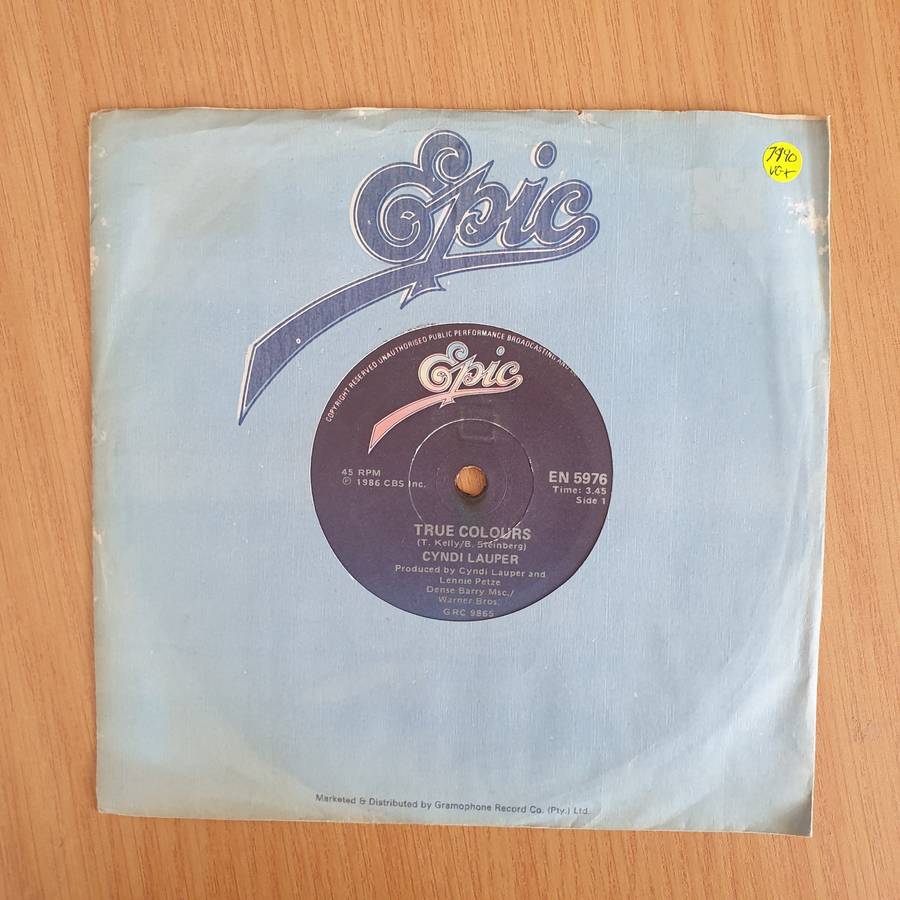 Epic
7990
VG+
COPYRIGHT RESERVED UNAUTHORISED PUBLIC PERFORMANCE BROADCASTING AND
Epic
45 RPM
℗ 1986 CBS Inc.
EN 5976
Time: 3.45
Side 1
TRUE COLOURS
(T. Kelly/B. Steinberg)
CYNDI LAUPER
Produced by Cyndi Lauper and
Lennie Petze
Dense Barry Msc./
Warner Bros.
GRC 9865
Marketed & Distributed by Gramophone Record Co. (Pty.) Ltd.